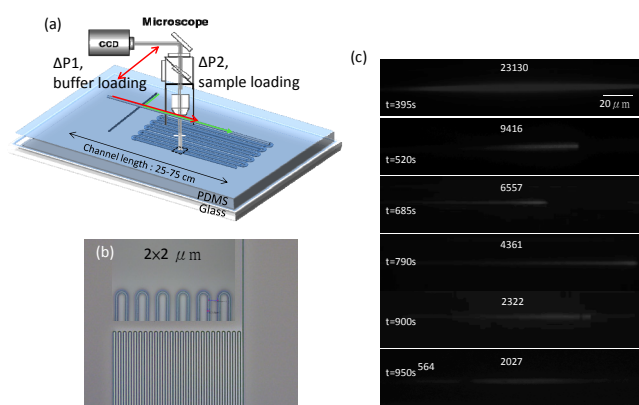 (a)
Microscope
CCD
ΔP1,
buffer loading
ΔP2,
sample loading
Channel length : 25-75 cm
PDMS
Glass
(b)
2×2 μm
(c)
23130
t=395s
20 μm
9416
t=520s
6557
t=685s
4361
t=790s
2322
t=900s
564
2027
t=950s